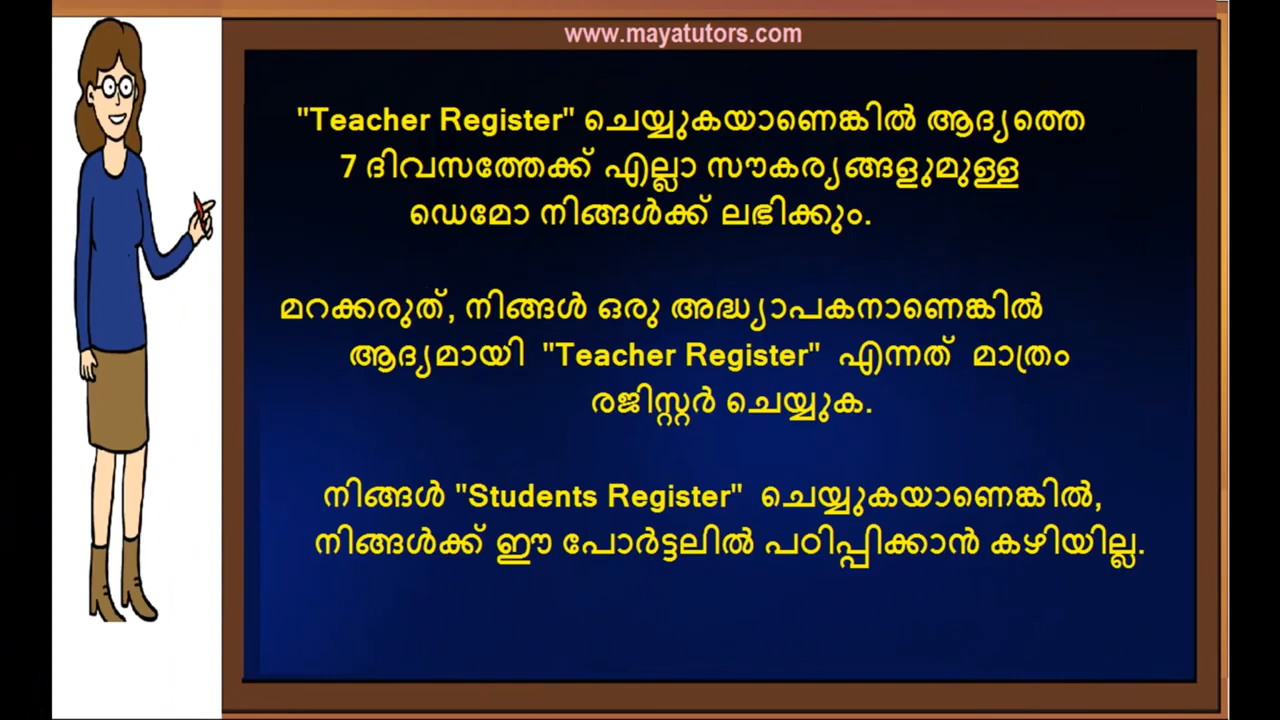 www.mayatutors.com
"Teacher Register" ചെയ്യുകയാണെങ്കിൽ ആദ്യത്തെ
7 ദിവസത്തേക്ക് എല്ലാ സൗകര്യങ്ങളുമുള്ള
ഡെമോ നിങ്ങൾക്ക് ലഭിക്കും.
മറക്കരുത്, നിങ്ങൾ ഒരു അദ്ധ്യാപകനാണെങ്കിൽ
ആദ്യമായി "Teacher Register" എന്നത് മാത്രം
രജിസ്റ്റർ ചെയ്യുക.
നിങ്ങൾ "Students Register" ചെയ്യുകയാണെങ്കിൽ,
നിങ്ങൾക്ക് ഈ പോർട്ടലിൽ പഠിപ്പിക്കാൻ കഴിയില്ല.